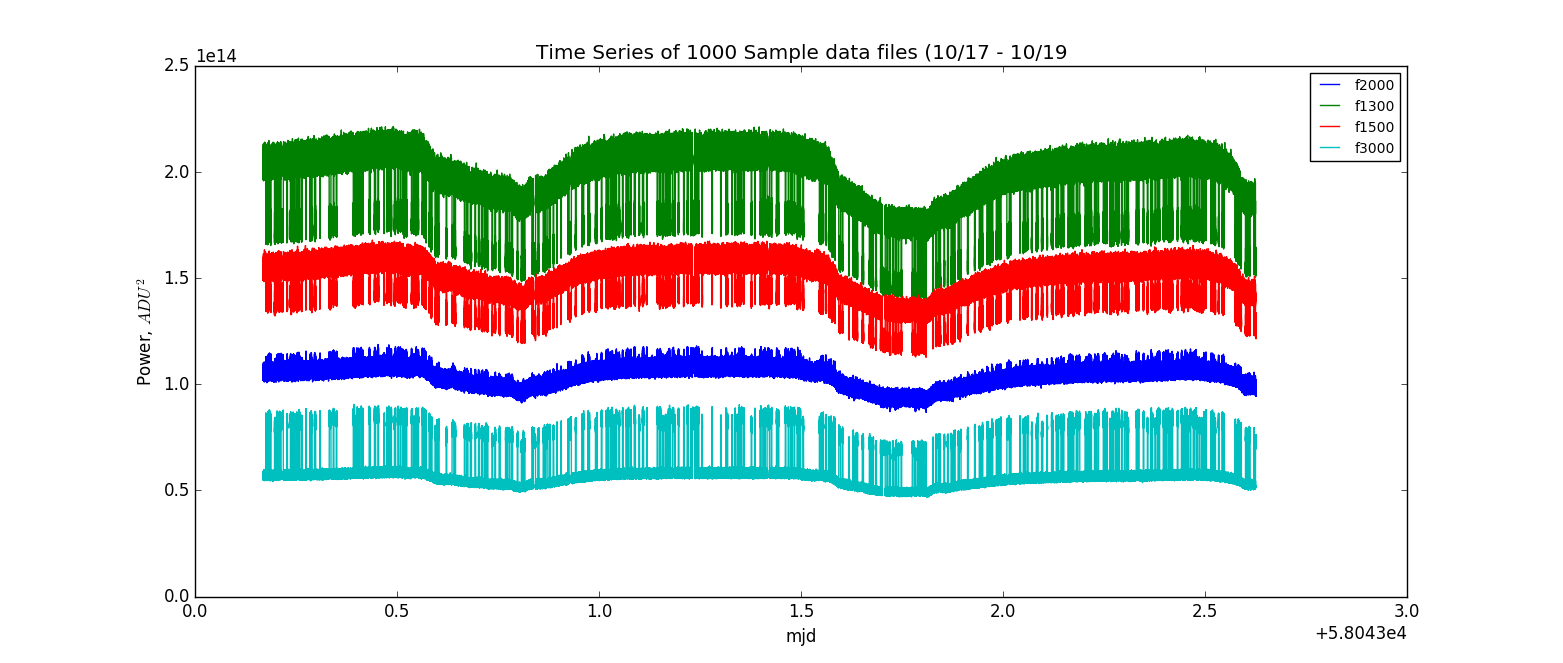 Time Series of 1000 Sample data files (10/17 - 10/19
1e14
2.5
2.0
1.5
1.0
0.5
0.0
Power, ADU²
f2000
f1300
f1500
f3000
0.0 0.5 1.0 1.5 2.0 2.5 3.0
mjd
+5.8043e4